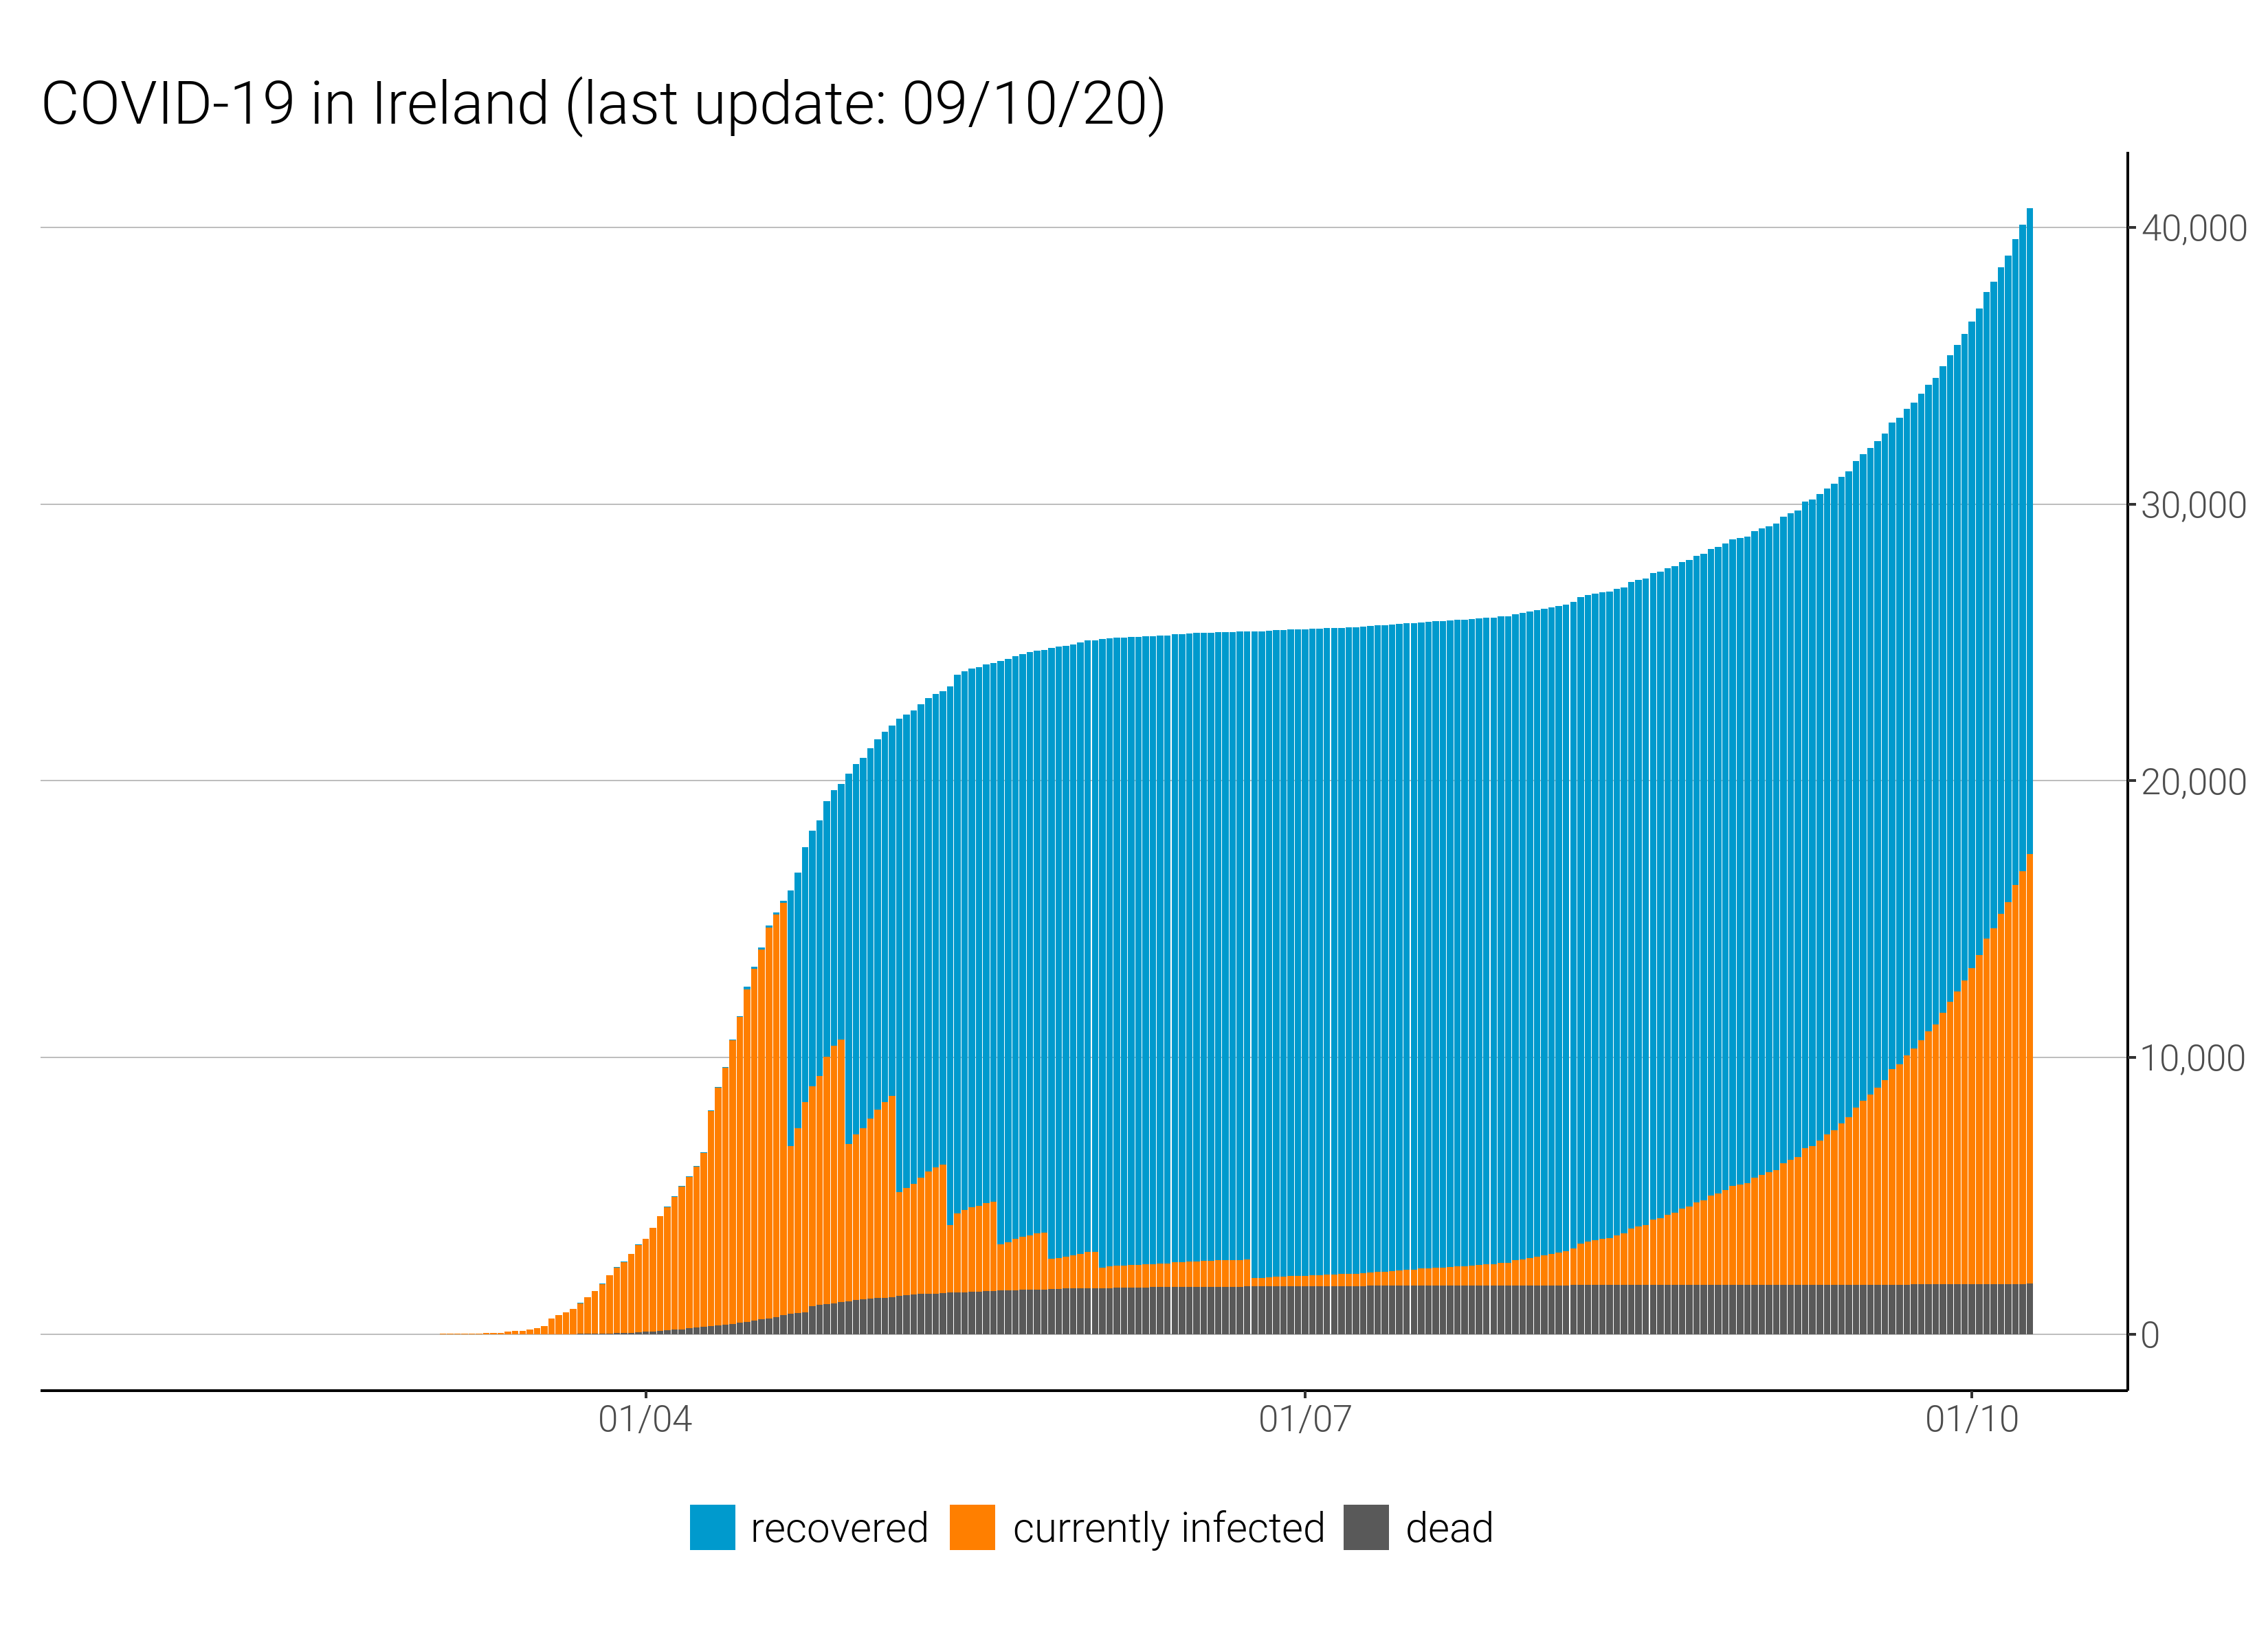 COVID-19 in Ireland (last update: 09/10/20)
40,000
30,000
20,000
10,000
0
01/04 01/07 01/10
recovered currently infected dead